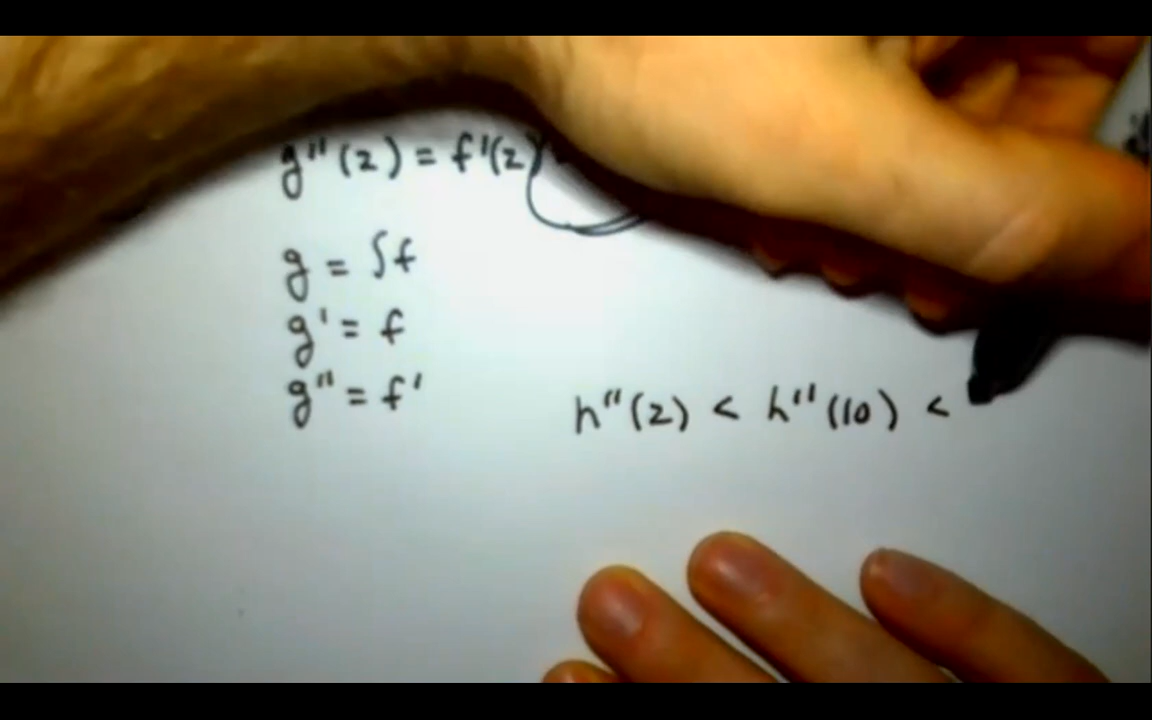 g''(2) = f'(2)
g = ∫f
g' = f
g'' = f'
h''(2) < h''(10) <